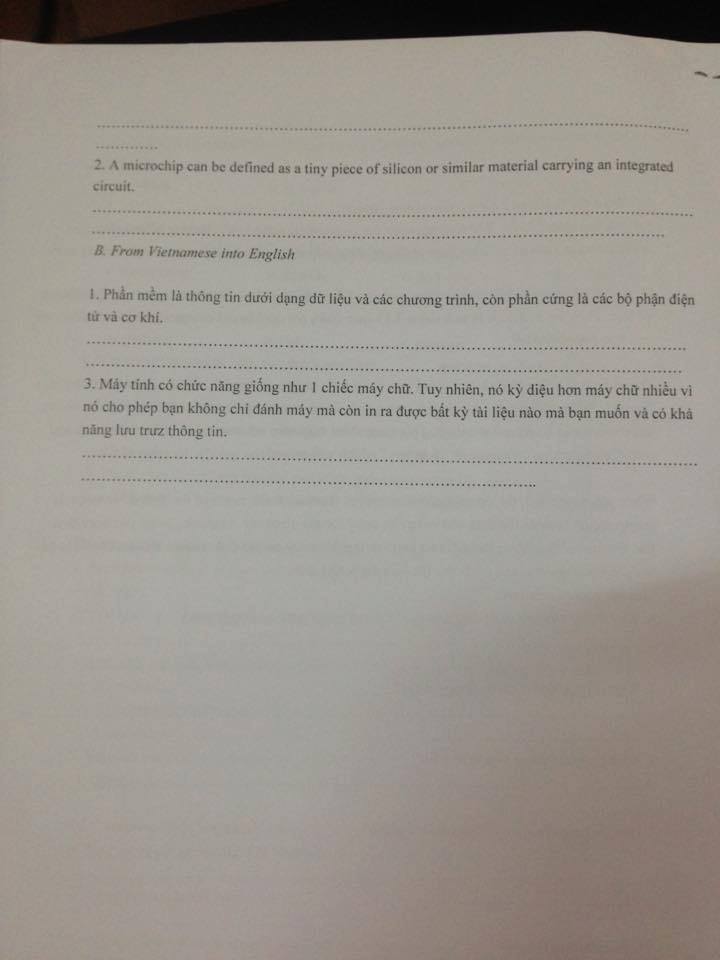 2. A microchip can be defined as a tiny piece of silicon or similar material carrying an integrated
circuit.
B. From Vietnamese into English
1. Phần mềm là thông tin dưới dạng dữ liệu và các chương trình, còn phần cứng là các bộ phận điện
tử và cơ khí.
3. Máy tính có chức năng giống như 1 chiếc máy chữ. Tuy nhiên, nó kỳ diệu hơn máy chữ nhiều vì
nó cho phép bạn không chỉ đánh máy mà còn in ra được bất kỳ tài liệu nào mà bạn muốn và có khả
năng lưu trưz thông tin.